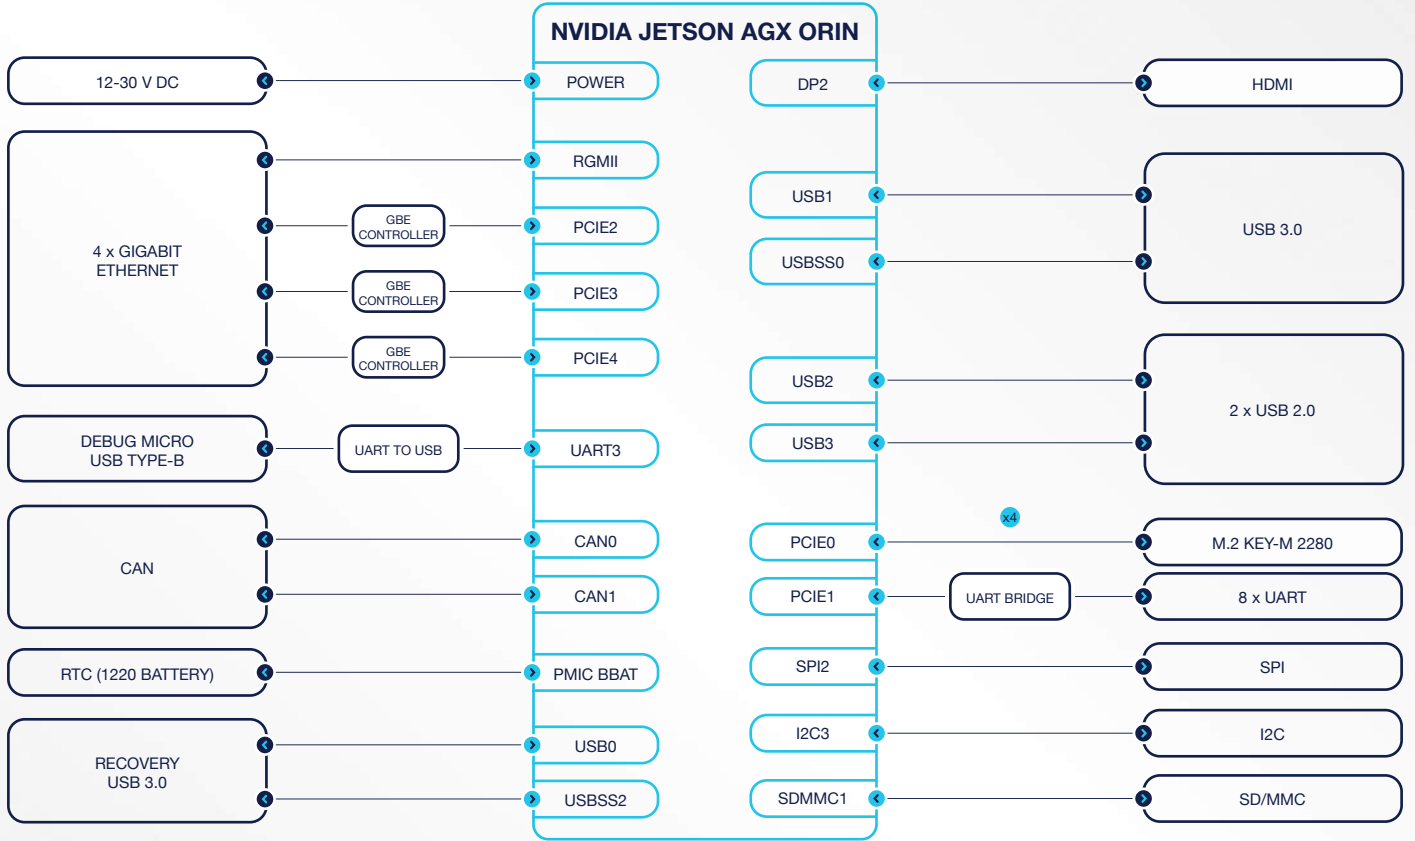 NVIDIA JETSON AGX ORIN
12-30 V DC
POWER
4 x GIGABIT
ETHERNET
RGMII
GBE
CONTROLLER
PCIE2
GBE
CONTROLLER
PCIE3
GBE
CONTROLLER
PCIE4
DEBUG MICRO
USB TYPE-B
UART TO USB
UART3
CAN
CAN0
CAN1
RTC (1220 BATTERY)
PMIC BBAT
RECOVERY
USB 3.0
USB0
USBSS2
DP2
HDMI
USB1
USBSS0
USB 3.0
USB2
USB3
2 x USB 2.0
x4
PCIE0
M.2 KEY-M 2280
PCIE1
UART BRIDGE
8 x UART
SPI2
SPI
I2C3
I2C
SDMMC1
SD/MMC